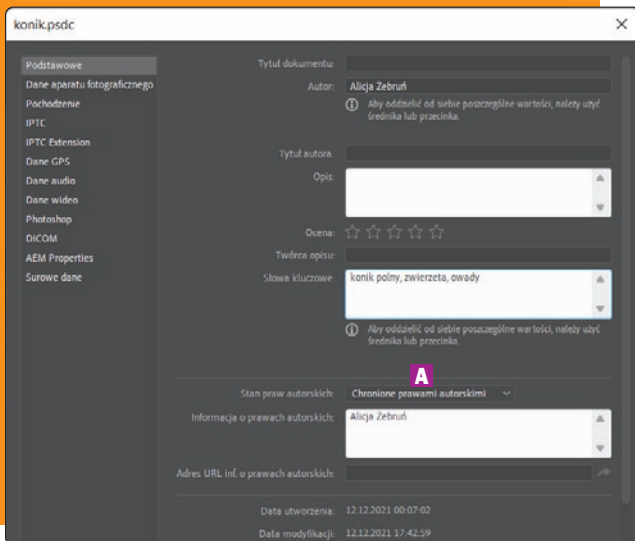 konik.psdc
Podstawowe
Dane aparatu fotograficznego
Pochodzenie
IPTC
IPTC Extension
Dane GPS
Dane audio
Dane wideo
Photoshop
DICOM
AEM Properties
Surowe dane
Tytuł dokumentu:
Autor: Alicja Żebruń
Aby oddzielić od siebie poszczególne wartości, należy użyć
średnika lub przecinka.
Tytuł autora:
Opis:
Ocena:
Twórca opisu:
Słowa kluczowe: konik polny, zwierzeta, owady
Aby oddzielić od siebie poszczególne wartości, należy użyć
średnika lub przecinka.
A
Stan praw autorskich: Chronione prawami autorskimi
Informacja o prawach autorskich: Alicja Żebruń
Adres URL inf. o prawach autorskich:
Data utworzenia: 12.12.2021 00:07:02
Data modyfikacji: 12.12.2021 17:42:59